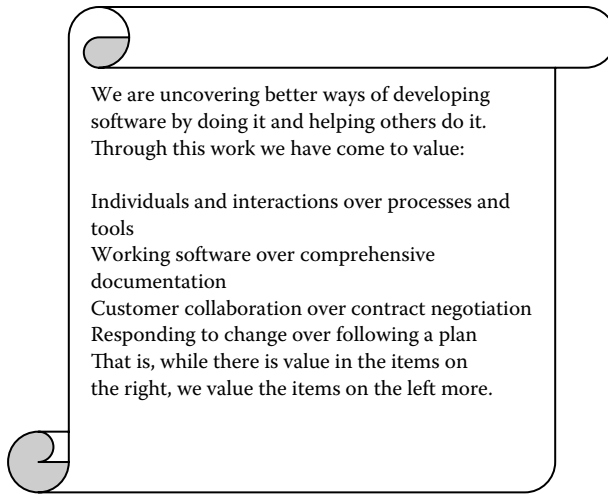 We are uncovering better ways of developing
software by doing it and helping others do it.
Through this work we have come to value:
Individuals and interactions over processes and
tools
Working software over comprehensive
documentation
Customer collaboration over contract negotiation
Responding to change over following a plan
That is, while there is value in the items on
the right, we value the items on the left more.